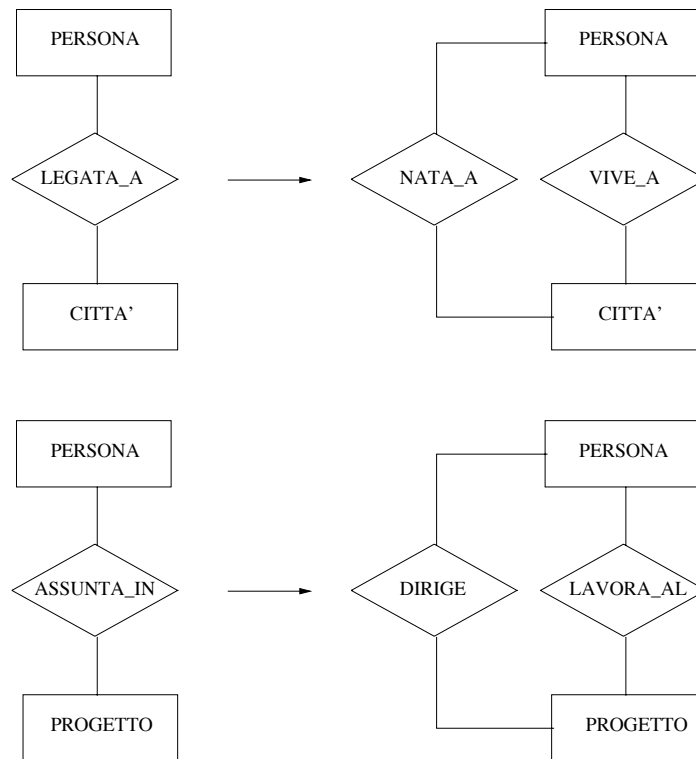 PERSONA
PERSONA
LEGATA_A
NATA_A
VIVE_A
CITTA’
CITTA’
PERSONA
PERSONA
ASSUNTA_IN
DIRIGE
LAVORA_AL
PROGETTO
PROGETTO